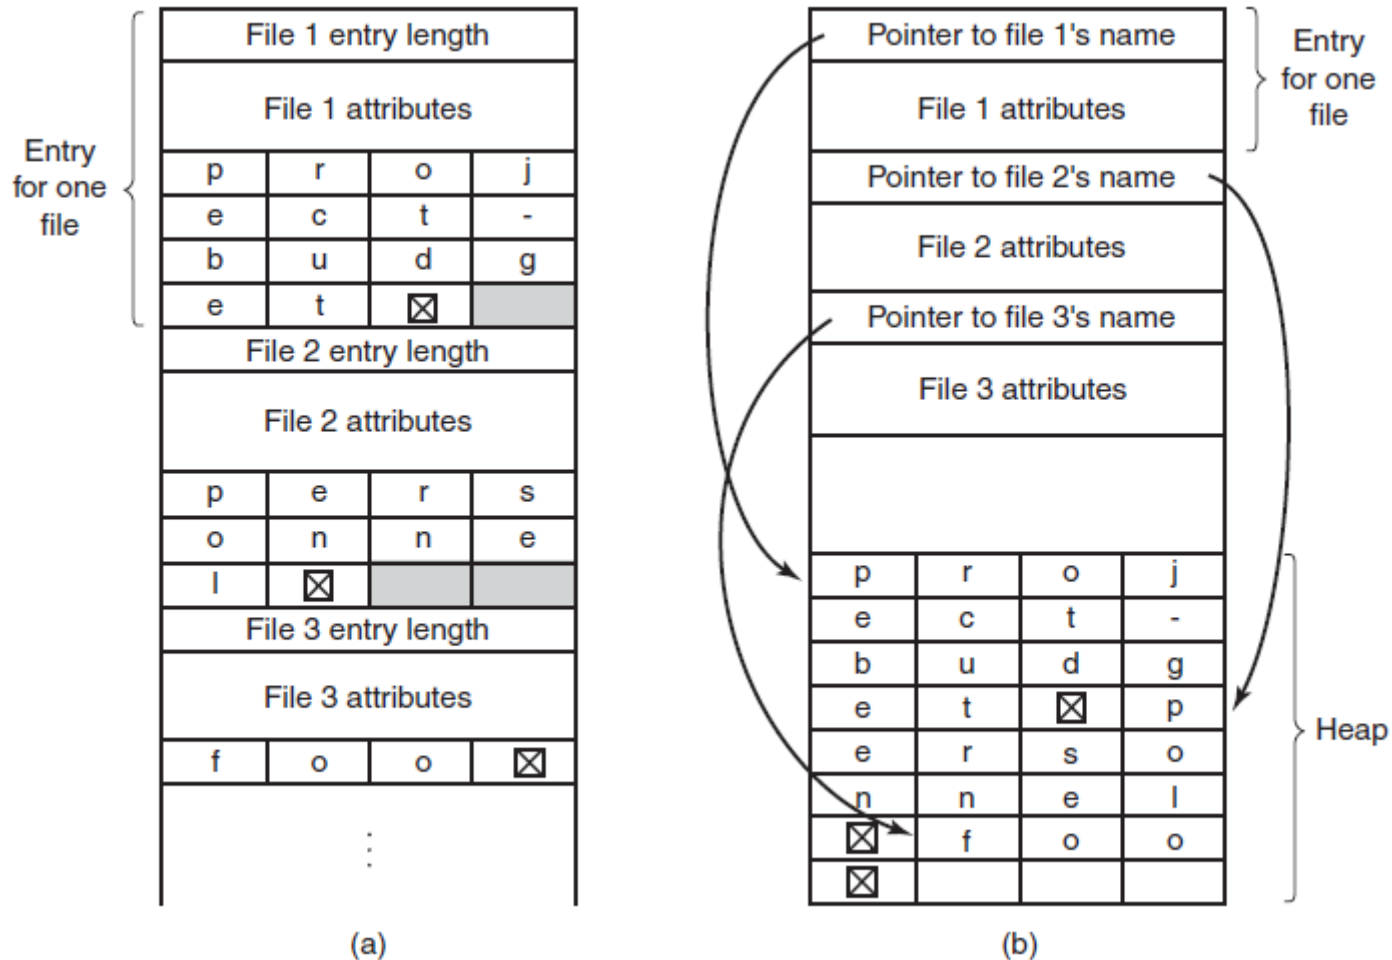 File 1 entry length
File 1 attributes
Entry
for one
file
p r o j
e c t -
b u d g
e t
File 2 entry length
File 2 attributes
p e r s
o n n e
l
File 3 entry length
File 3 attributes
f o o
(a)
Pointer to file 1's name
File 1 attributes
Entry
for one
file
Pointer to file 2's name
File 2 attributes
Pointer to file 3's name
File 3 attributes
p r o j
e c t -
b u d g
e t p
e r s o
n n e l
f o o
Heap
(b)